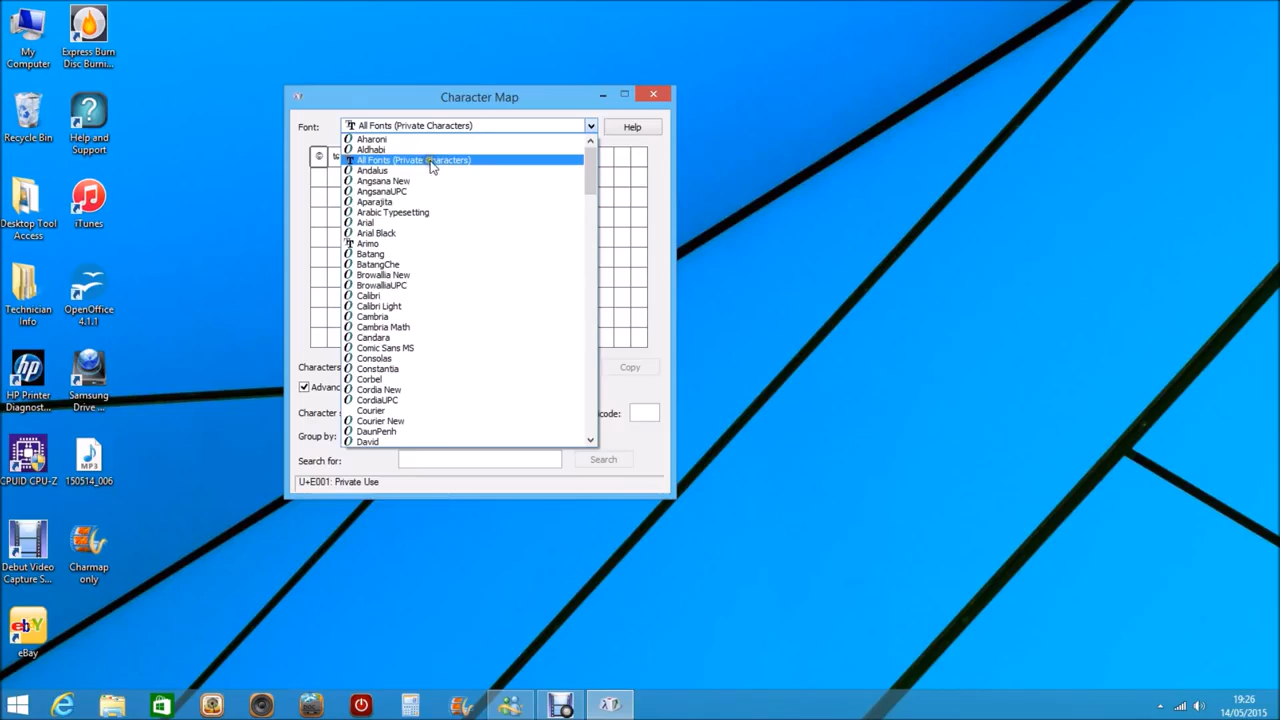 My
Computer
Express Burn
Disc Burni...
Recycle Bin
Help and
Support
Desktop Tool
Access
iTunes
Technician
Info
OpenOffice
4.1.1
HP Printer
Diagnost...
Samsung
Drive ...
CPUID CPU-Z
150514_006
MP3
Debut Video
Capture S...
Charmap
only
eBay
Character Map
Font:
All Fonts (Private Characters)
Help
Aharoni
Aldhabi
All Fonts (Private Characters)
Andalus
Angsana New
AngsanaUPC
Aparajita
Arabic Typesetting
Arial
Arial Black
Arimo
Batang
BatangChe
Browallia New
BrowalliaUPC
Calibri
Calibri Light
Cambria
Cambria Math
Candara
Comic Sans MS
Consolas
Constantia
Corbel
Cordia New
CordiaUPC
Courier
Courier New
DaunPenh
David
©
Characters
Copy
Advan
Character s
icode:
Group by:
Search for:
Search
U+E001: Private Use
19:26
14/05/2015